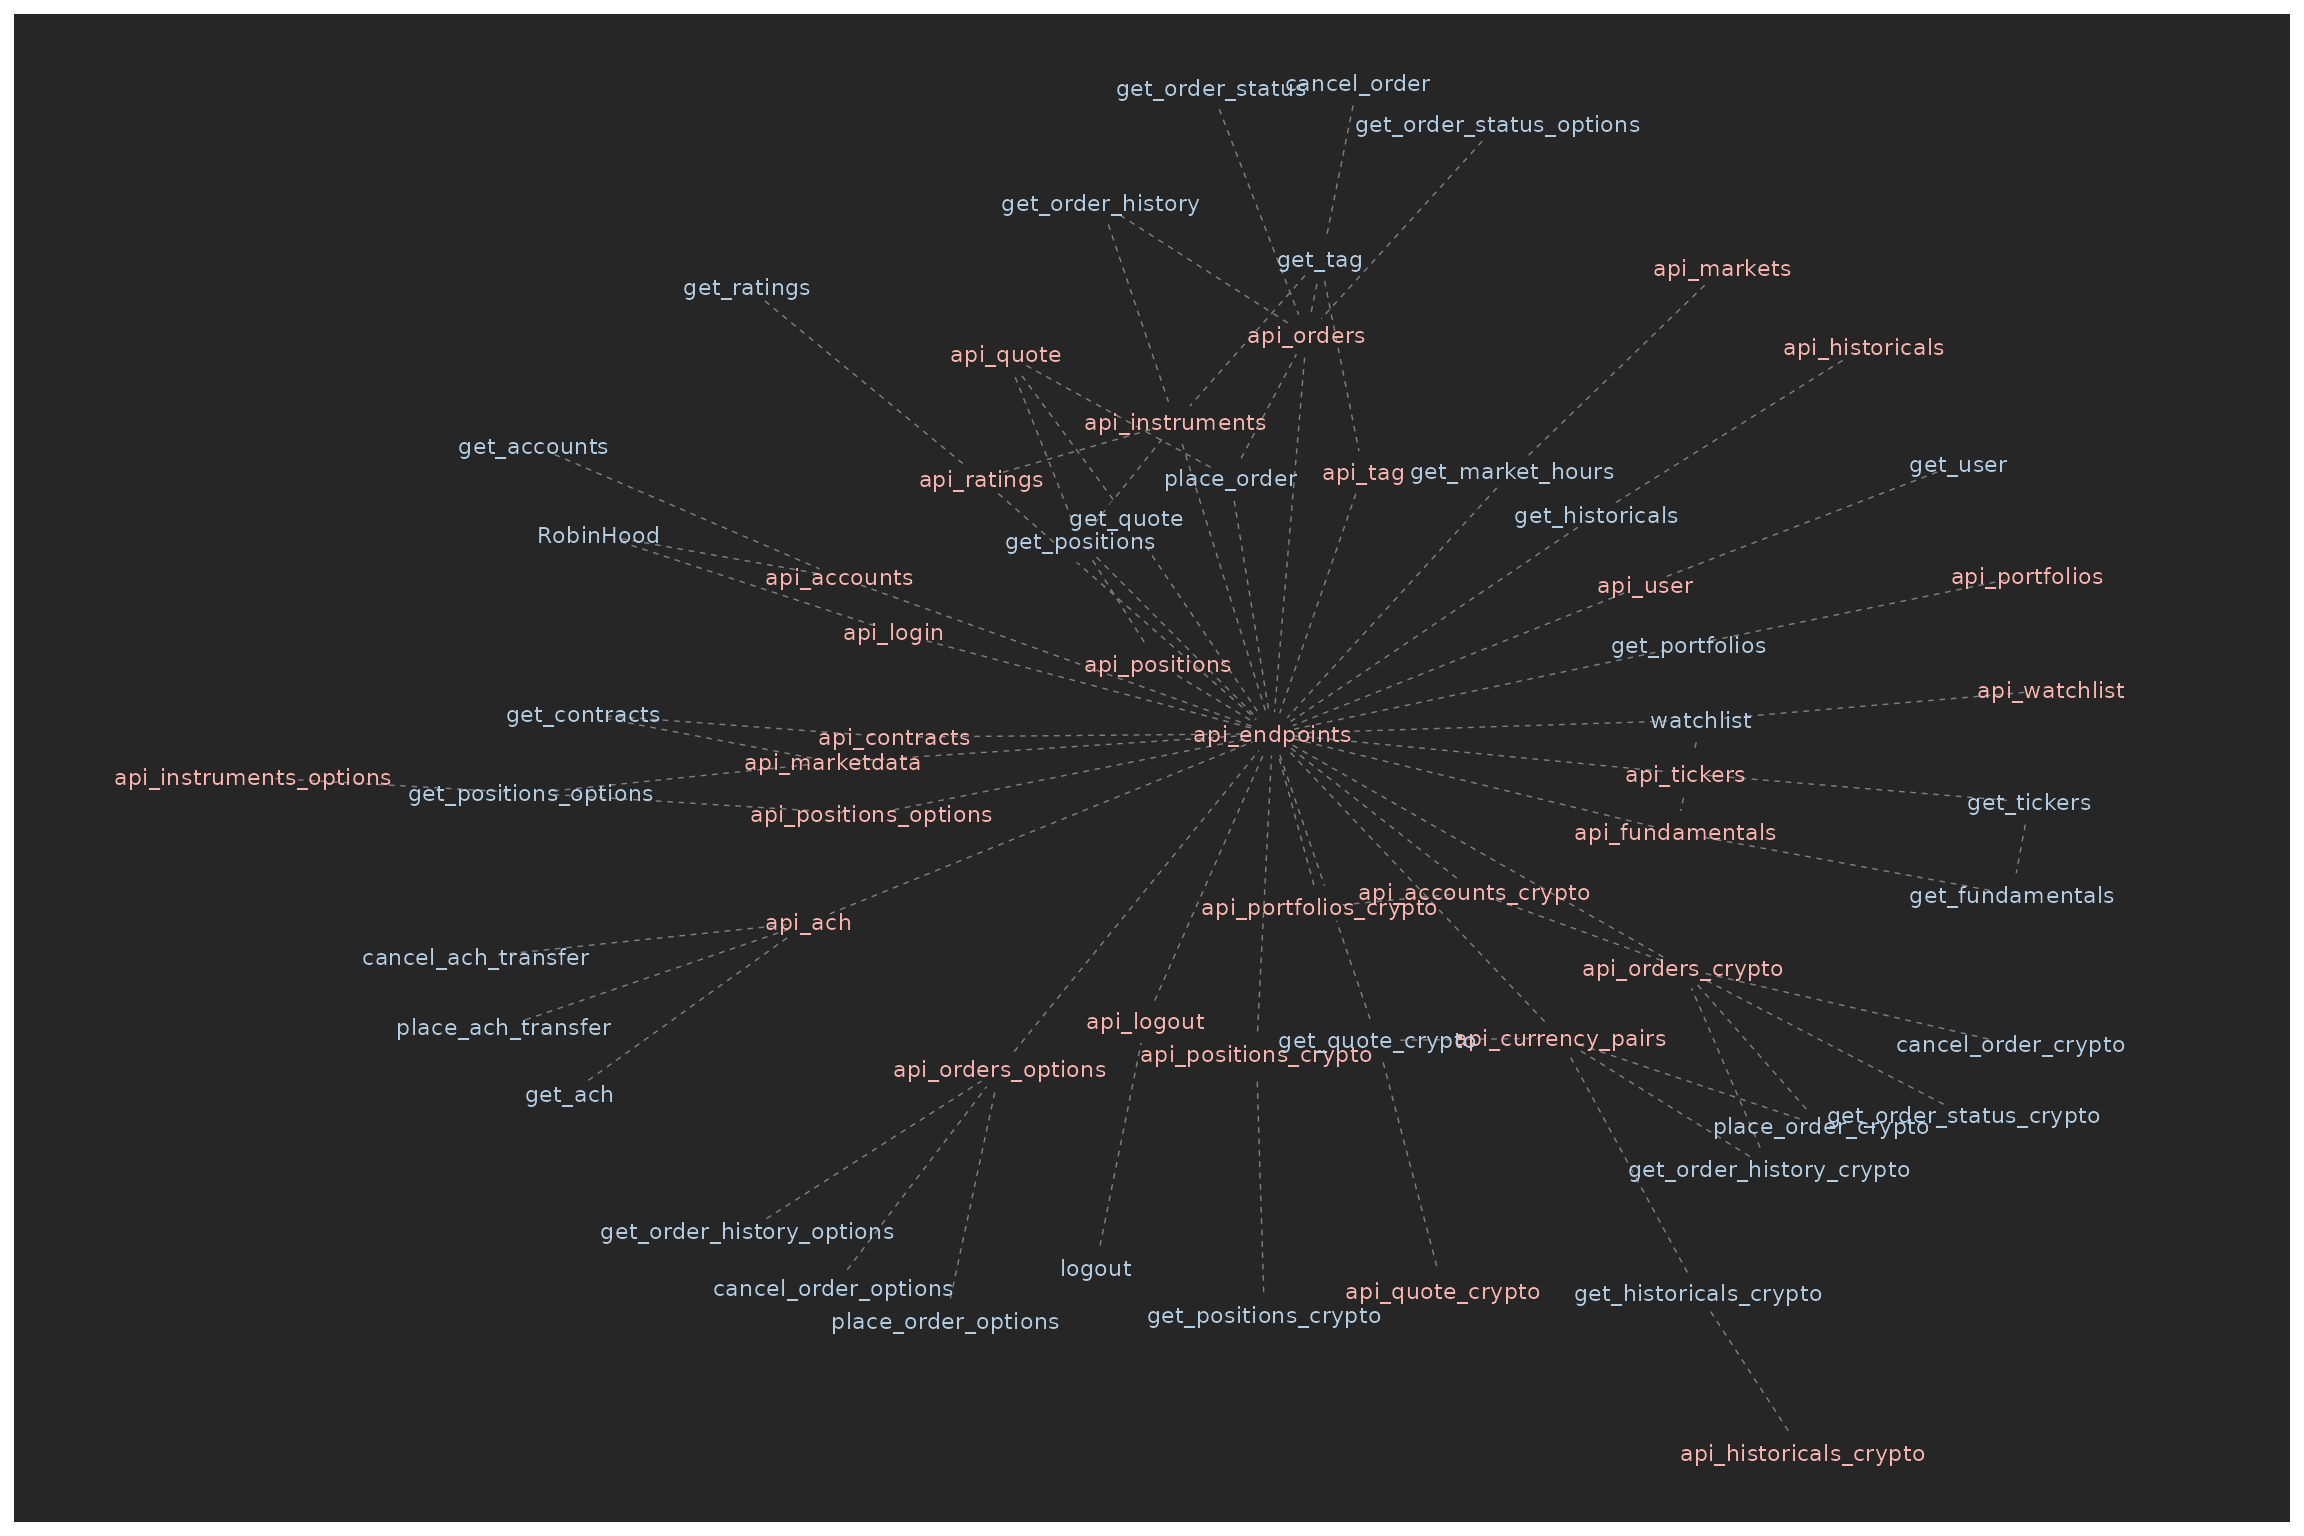 cancel_order
get_order_status
get_order_status_options
get_order_history
get_tag
api_markets
get_ratings
api_orders
api_historicals
api_quote
api_instruments
get_accounts
get_user
get_market_hours
api_tag
place_order
api_ratings
get_historicals
get_quote
RobinHood
get_positions
api_portfolios
api_accounts
api_user
api_login
get_portfolios
api_positions
api_watchlist
get_contracts
watchlist
api_endpoints
api_contracts
api_marketdata
api_tickers
api_instruments_options
get_positions_options
get_tickers
api_positions_options
api_fundamentals
api_accounts_crypto
get_fundamentals
api_portfolios_crypto
api_ach
cancel_ach_transfer
api_orders_crypto
api_logout
place_ach_transfer
api_currency_pairs
get_quote_crypto
cancel_order_crypto
api_positions_crypto
api_orders_options
get_ach
get_order_status_crypto
place_order_crypto
get_order_history_crypto
get_order_history_options
logout
cancel_order_options
api_quote_crypto
get_historicals_crypto
get_positions_crypto
place_order_options
api_historicals_crypto